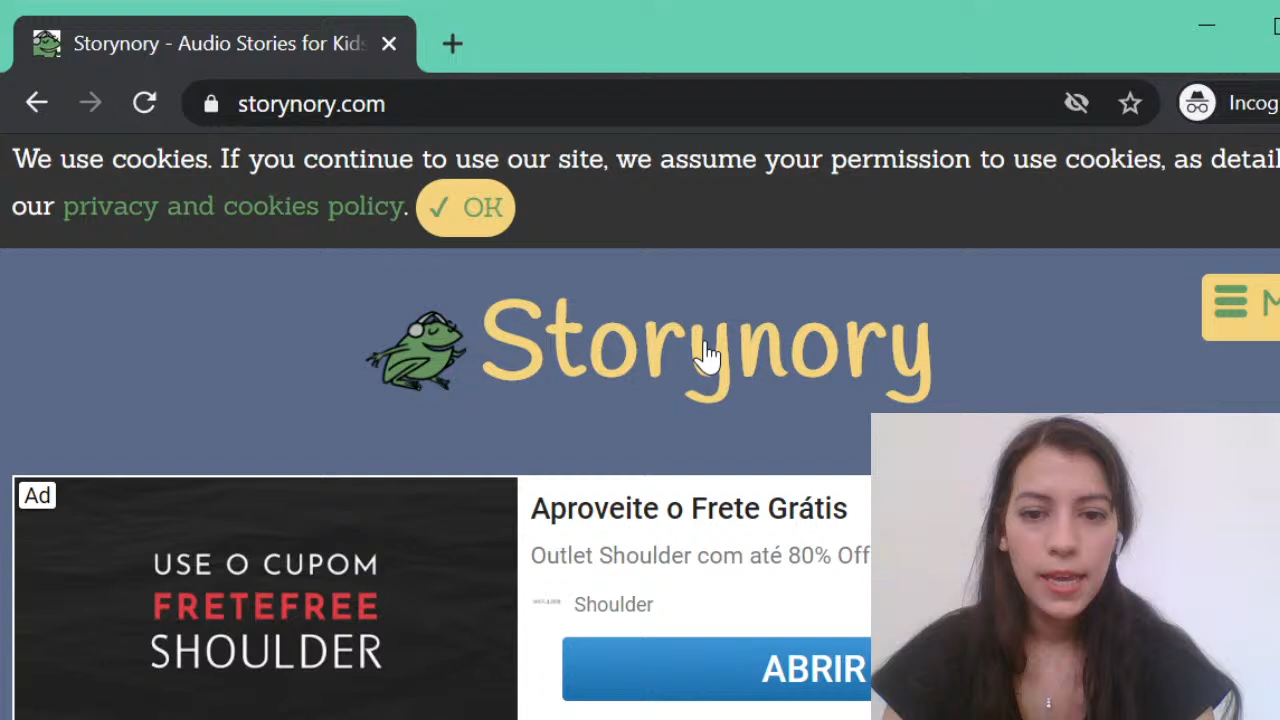 Storynory - Audio Stories for Kids
storynory.com
Incog
We use cookies. If you continue to use our site, we assume your permission to use cookies, as detail
our privacy and cookies policy. ✓ OK
Storynory
M
Ad
USE O CUPOM
FRETEFREE
SHOULDER
Aproveite o Frete Grátis
Outlet Shoulder com até 80% Off
Shoulder
ABRIR